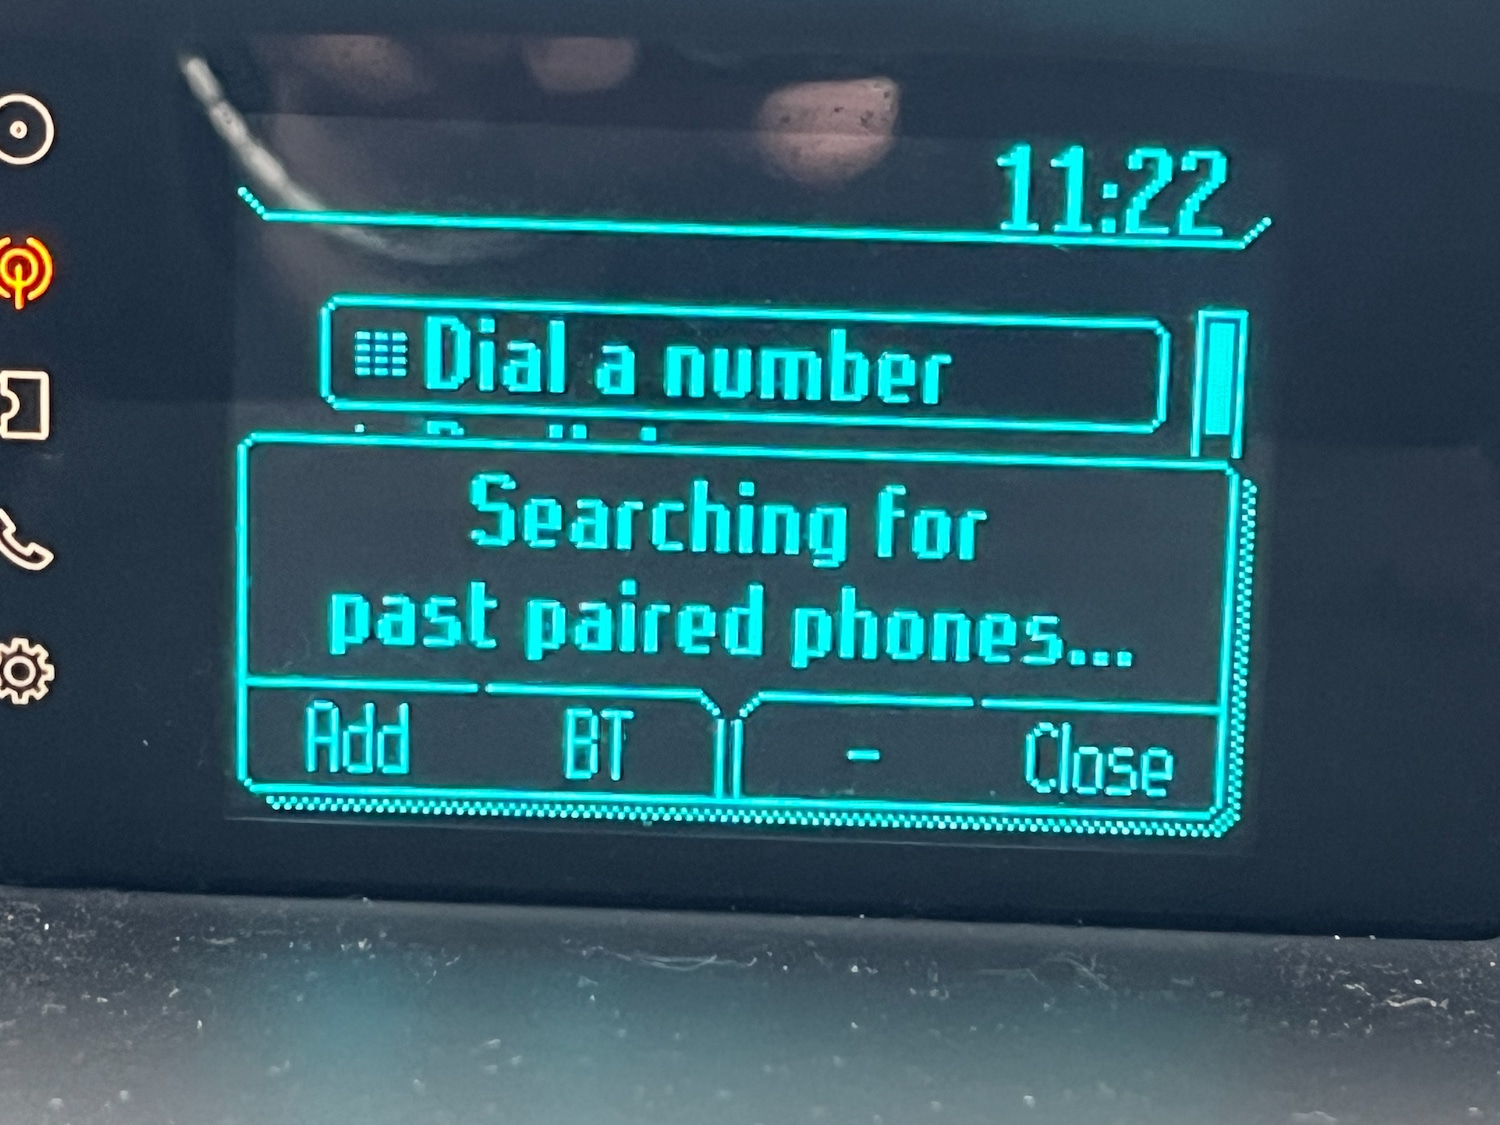 11:22
Dial a number
Searching for
past paired phones...
Add BT - Close